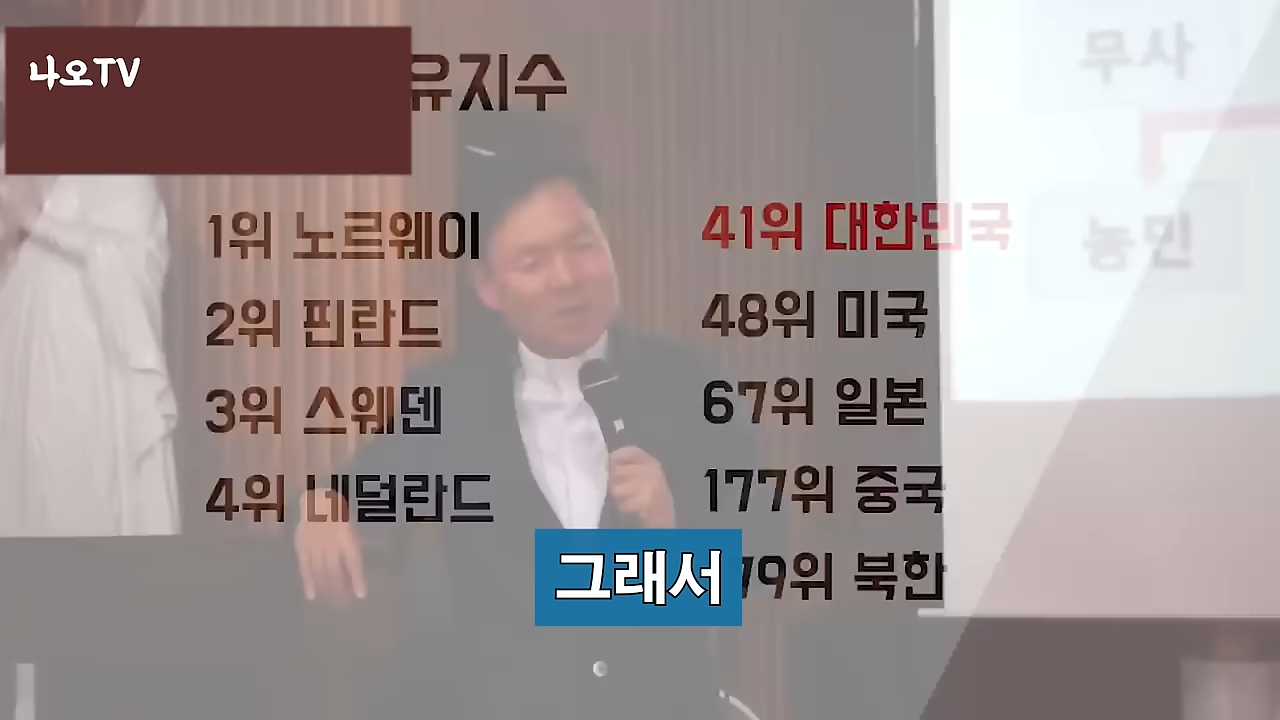 나오TV
유지수
1위 노르웨이
2위 핀란드
3위 스웨덴
4위 네덜란드
41위 대한민국
48위 미국
67위 일본
177위 중국
79위 북한
그래서
무사
농민